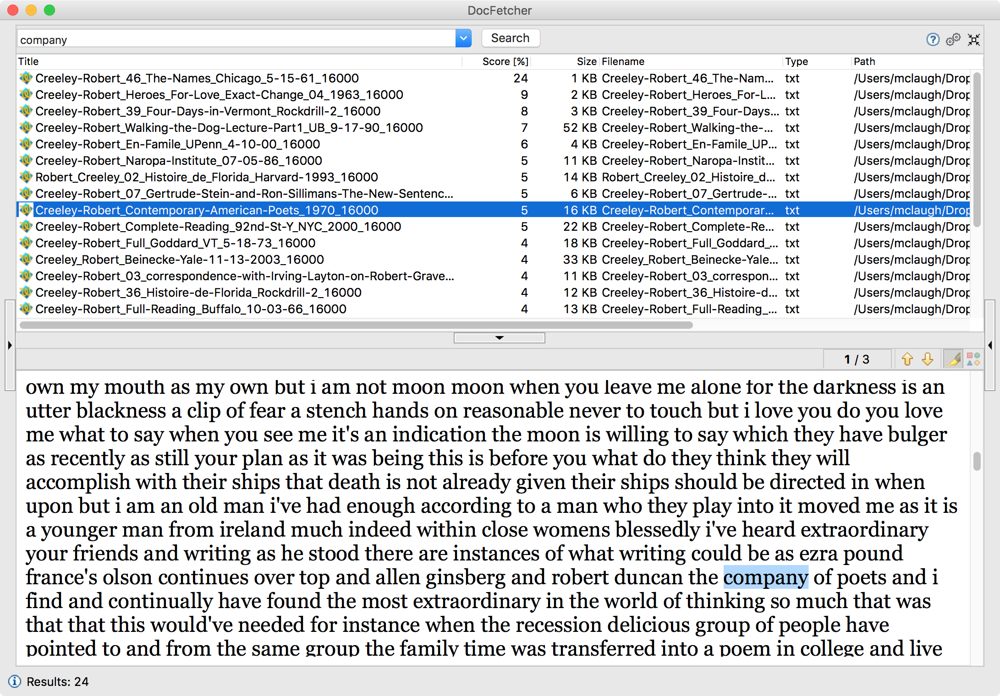 DocFetcher
company Search
Title Score [%] Size Filename Type Path
Creeley-Robert_46_The-Names_Chicago_5-15-61_16000 24 1 KB Creeley-Robert_46_The-Nam... txt /Users/mclaugh/Drop
Creeley-Robert_Heroes_For-Love_Exact-Change_04_1963_16000 9 2 KB Creeley-Robert_Heroes_For-L... txt /Users/mclaugh/Drop
Creeley-Robert_39_Four-Days-in-Vermont_Rockdrill-2_16000 8 3 KB Creeley-Robert_39_Four-Days... txt /Users/mclaugh/Drop
Creeley-Robert_Walking-the-Dog-Lecture-Part1_UB_9-17-90_16000 7 52 KB Creeley-Robert_Walking-the-... txt /Users/mclaugh/Drop
Creeley-Robert_En-Famile_UPenn_4-10-00_16000 6 4 KB Creeley-Robert_En-Famile_UP... txt /Users/mclaugh/Drop
Creeley-Robert_Naropa-Institute_07-05-86_16000 5 11 KB Creeley-Robert_Naropa-Instit... txt /Users/mclaugh/Drop
Robert_Creeley_02_Histoire_de_Florida_Harvard-1993_16000 5 14 KB Robert_Creeley_02_Histoire_d... txt /Users/mclaugh/Drop
Creeley-Robert_07_Gertrude-Stein-and-Ron-Sillimans-The-New-Sentenc... 5 6 KB Creeley-Robert_07_Gertrude-... txt /Users/mclaugh/Drop
Creeley-Robert_Contemporary-American-Poets_1970_16000 5 16 KB Creeley-Robert_Contemporar... txt /Users/mclaugh/Drop
Creeley-Robert_Complete-Reading_92nd-St-Y_NYC_2000_16000 5 22 KB Creeley-Robert_Complete-Re... txt /Users/mclaugh/Drop
Creeley-Robert_Full_Goddard_VT_5-18-73_16000 4 18 KB Creeley-Robert_Full_Goddard_... txt /Users/mclaugh/Drop
Creeley_Robert_Beinecke-Yale-11-13-2003_16000 4 33 KB Creeley_Robert_Beinecke-Yale... txt /Users/mclaugh/Drop
Creeley-Robert_03_correspondence-with-Irving-Layton-on-Robert-Grave... 4 11 KB Creeley-Robert_03_correspon... txt /Users/mclaugh/Drop
Creeley-Robert_36_Histoire-de-Florida_Rockdrill-2_16000 4 12 KB Creeley-Robert_36_Histoire-d... txt /Users/mclaugh/Drop
Creeley-Robert_Full-Reading_Buffalo_10-03-66_16000 4 13 KB Creeley-Robert_Full-Reading_... txt /Users/mclaugh/Drop
1 / 3
own my mouth as my own but i am not moon moon when you leave me alone for the darkness is an
utter blackness a clip of fear a stench hands on reasonable never to touch but i love you do you love
me what to say when you see me it's an indication the moon is willing to say which they have bulger
as recently as still your plan as it was being this is before you what do they think they will
accomplish with their ships that death is not already given their ships should be directed in when
upon but i am an old man i've had enough according to a man who they play into it moved me as it is
a younger man from ireland much indeed within close womens blessedly i've heard extraordinary
your friends and writing as he stood there are instances of what writing could be as ezra pound
france's olson continues over top and allen ginsberg and robert duncan the company of poets and i
find and continually have found the most extraordinary in the world of thinking so much that was
that that this would've needed for instance when the recession delicious group of people have
pointed to and from the same group the family time was transferred into a poem in college and live
Results: 24